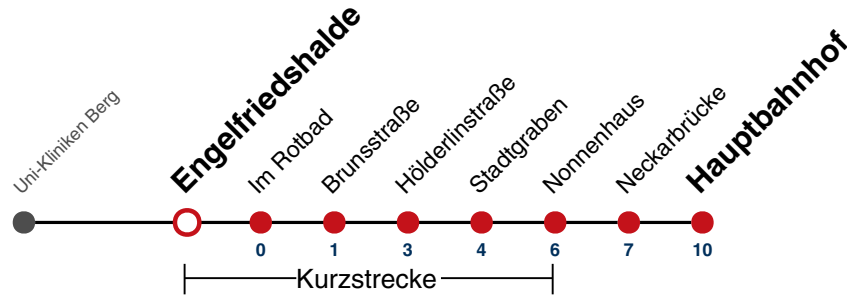 Uni-Kliniken Berg
Engelfriedshalde
Im Rotbad
Brunsstraße
Hölderlinstraße
Stadtgraben
Nonnenhaus
Neckarbrücke
Hauptbahnhof
0 1 3 4 6 7 10
Kurzstrecke